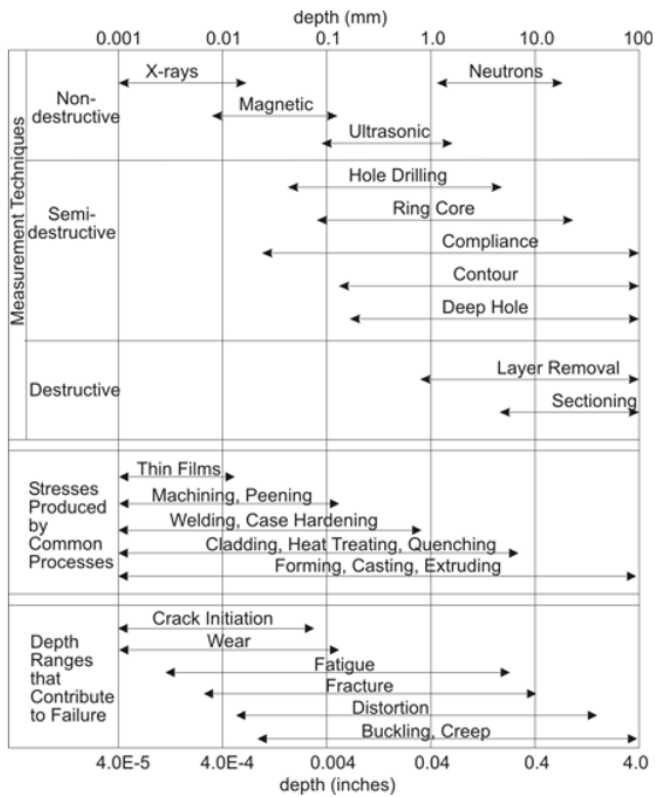 depth (mm)
0.001 0.01 0.1 1.0 10.0 100
Measurement Techniques
Non-
destructive
X-rays
Neutrons
Magnetic
Ultrasonic
Semi-
destructive
Hole Drilling
Ring Core
Compliance
Contour
Deep Hole
Destructive
Layer Removal
Sectioning
Stresses
Produced
by
Common
Processes
Thin Films
Machining, Peening
Welding, Case Hardening
Cladding, Heat Treating, Quenching
Forming, Casting, Extruding
Depth
Ranges
that
Contribute
to Failure
Crack Initiation
Wear
Fatigue
Fracture
Distortion
Buckling, Creep
4.0E-5 4.0E-4 0.004 0.04 0.4 4.0
depth (inches)